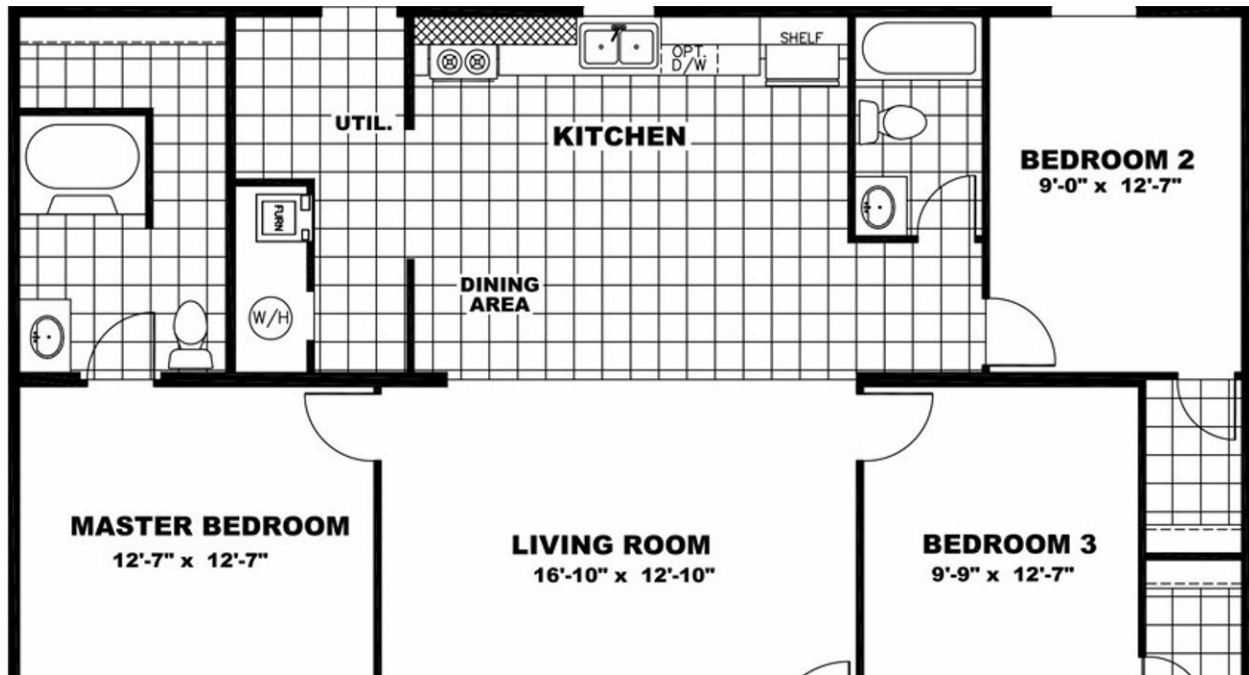 SHELF
OPT.
D/W
7"
UTIL.
KITCHEN
BEDROOM 2
9'-0" x 12'-7"
FURN
DINING
AREA
W/H
MASTER BEDROOM
12'-7" x 12'-7"
LIVING ROOM
16'-10" x 12'-10"
BEDROOM 3
9'-9" x 12'-7"